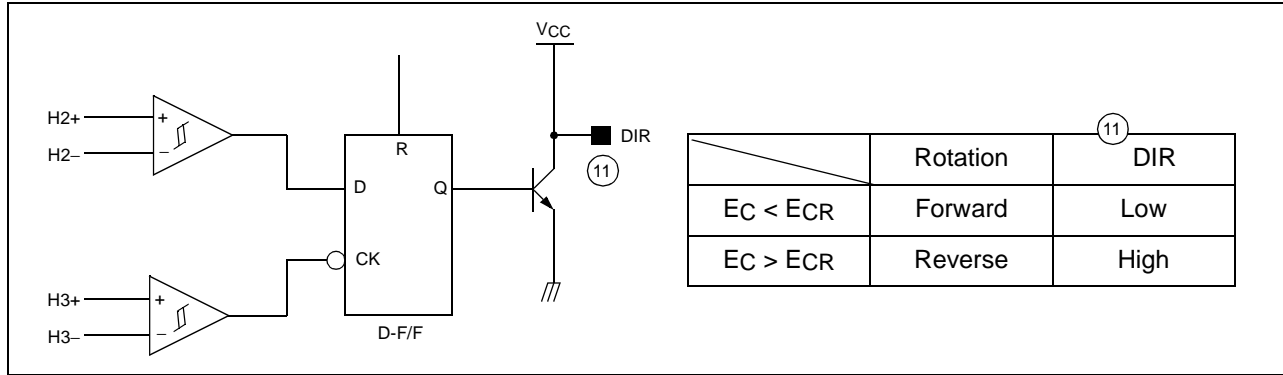 VCC
H2+
+
H2–
–
R
DIR
11
D
Q
CK
H3+
+
H3–
–
D-F/F
11
Rotation DIR
EC < ECR Forward Low
EC > ECR Reverse High